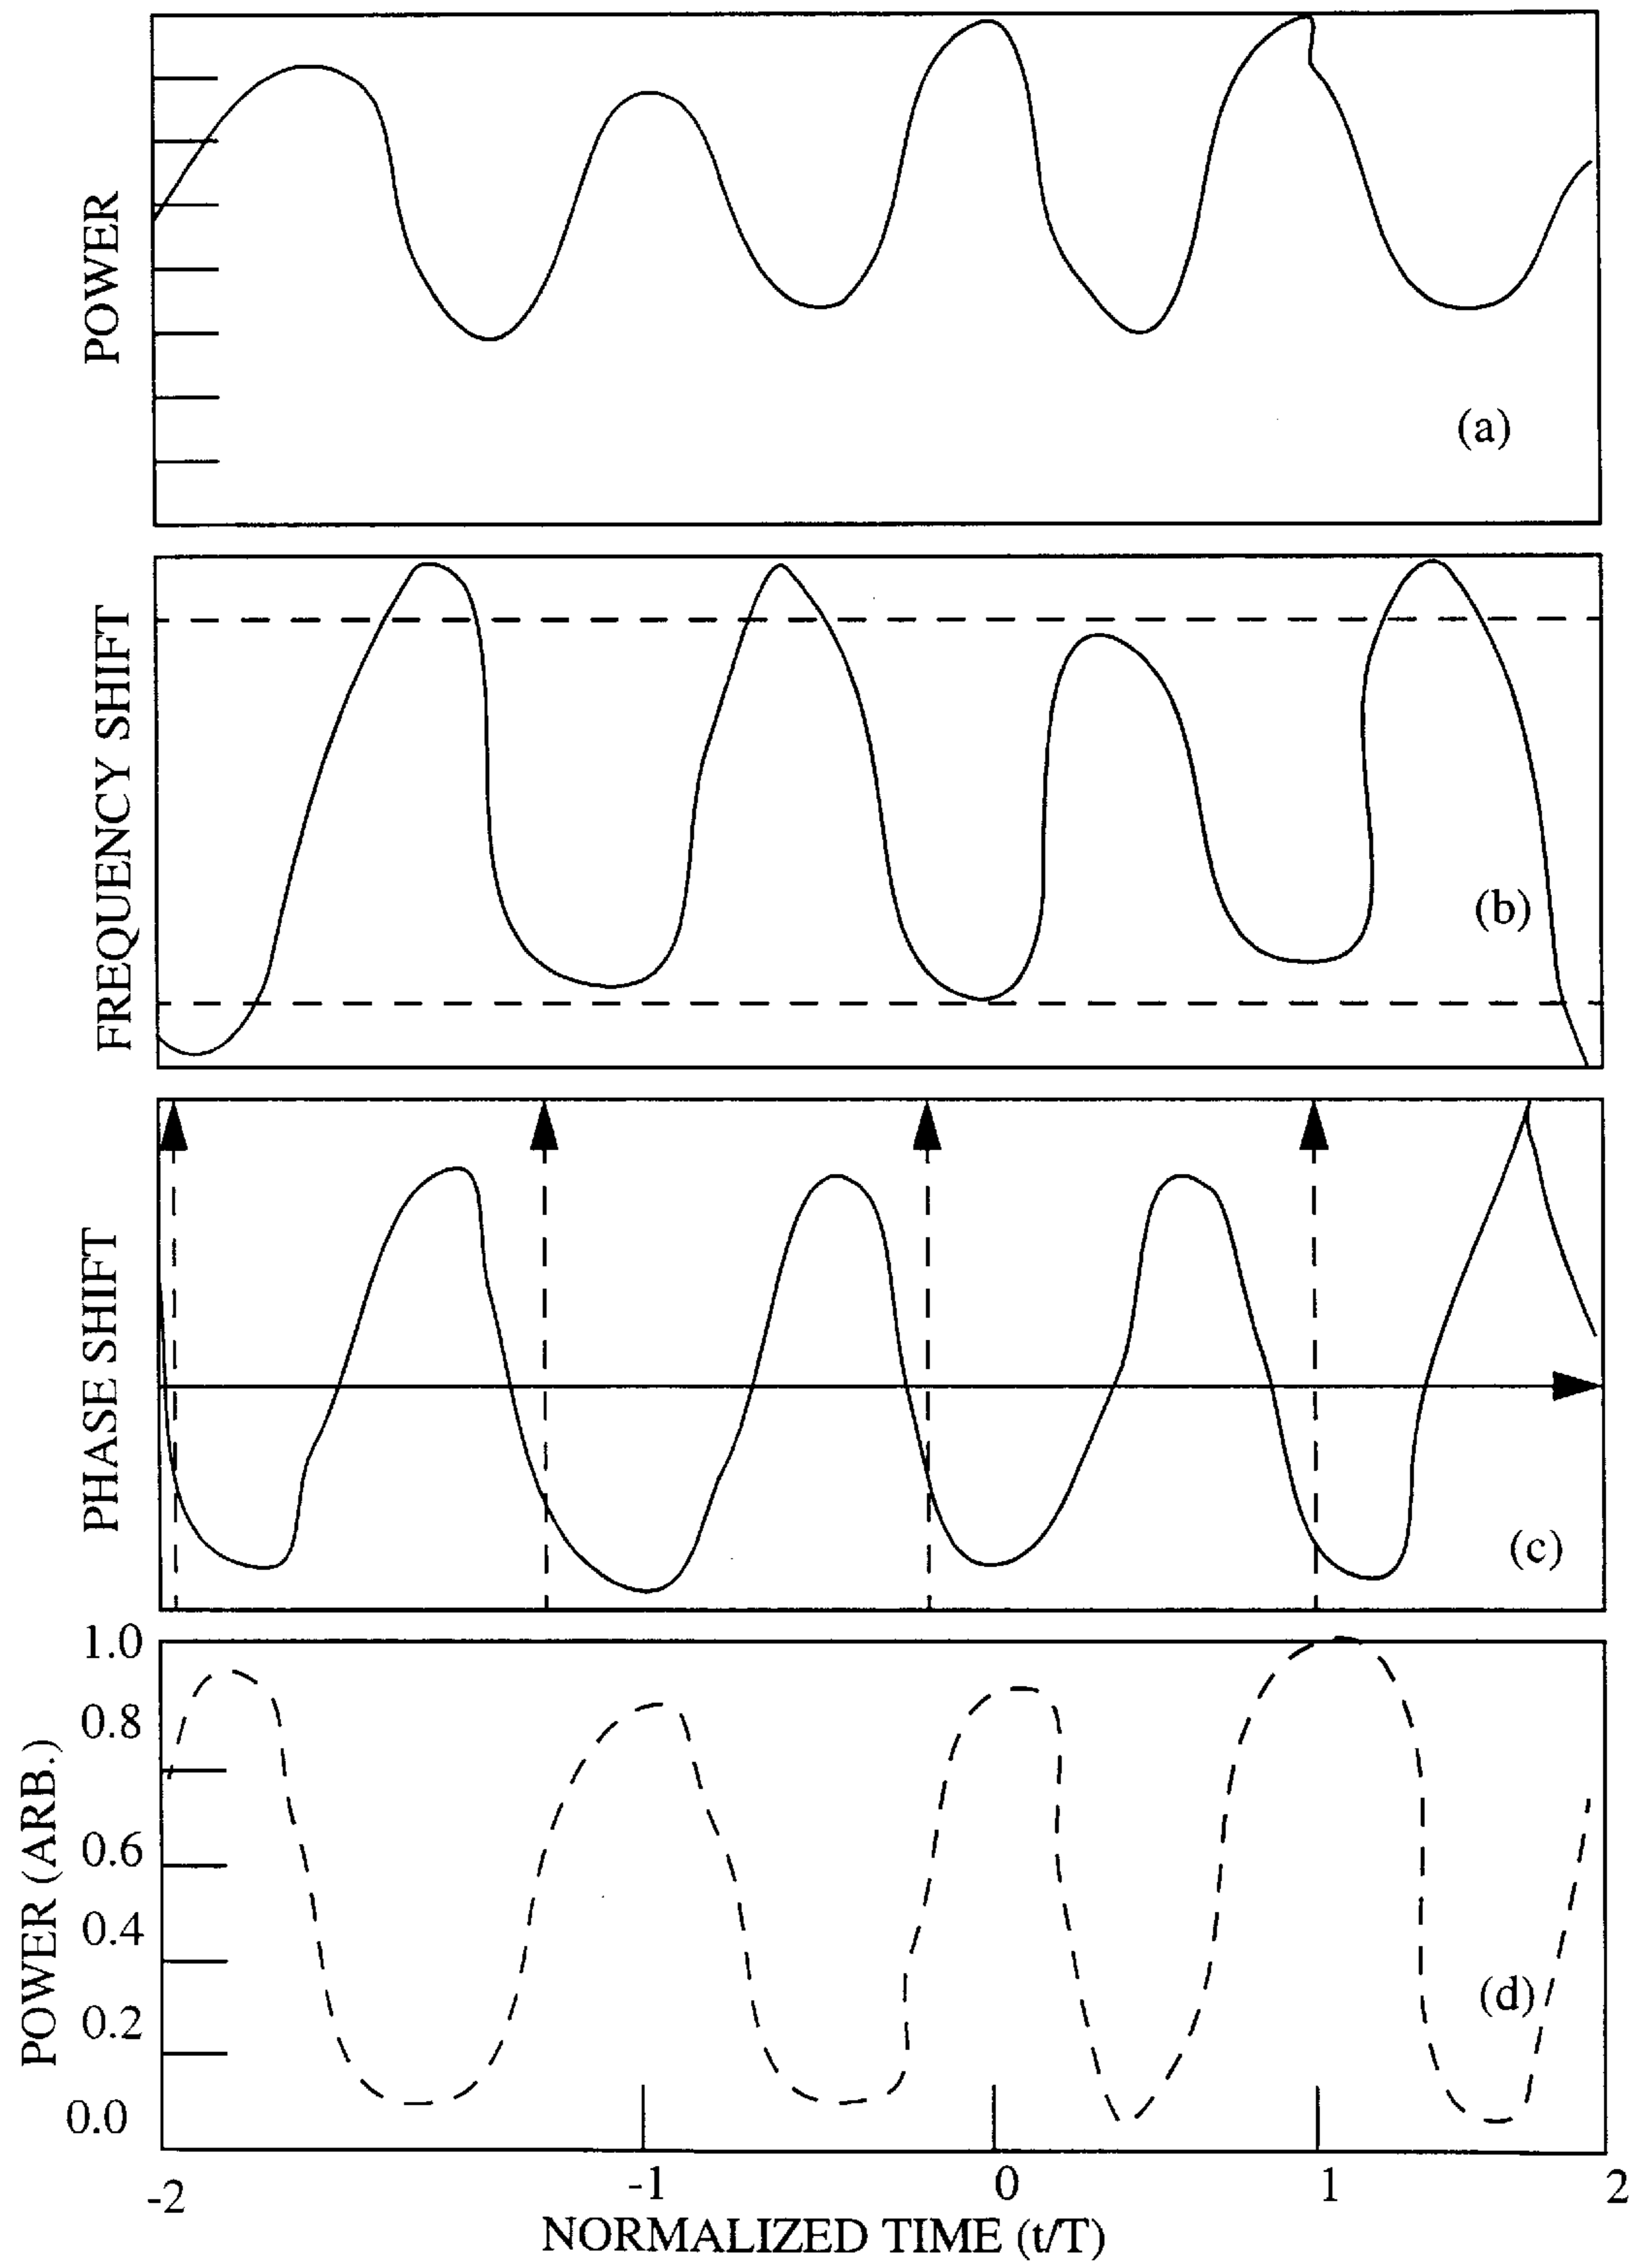 POWER
(a)
FREQUENCY SHIFT
(b)
PHASE SHIFT
(c)
POWER (ARB.)
1.0
0.8
0.6
0.4
0.2
0.0
(d)
-2 -1 0 1 2
NORMALIZED TIME (t/T)